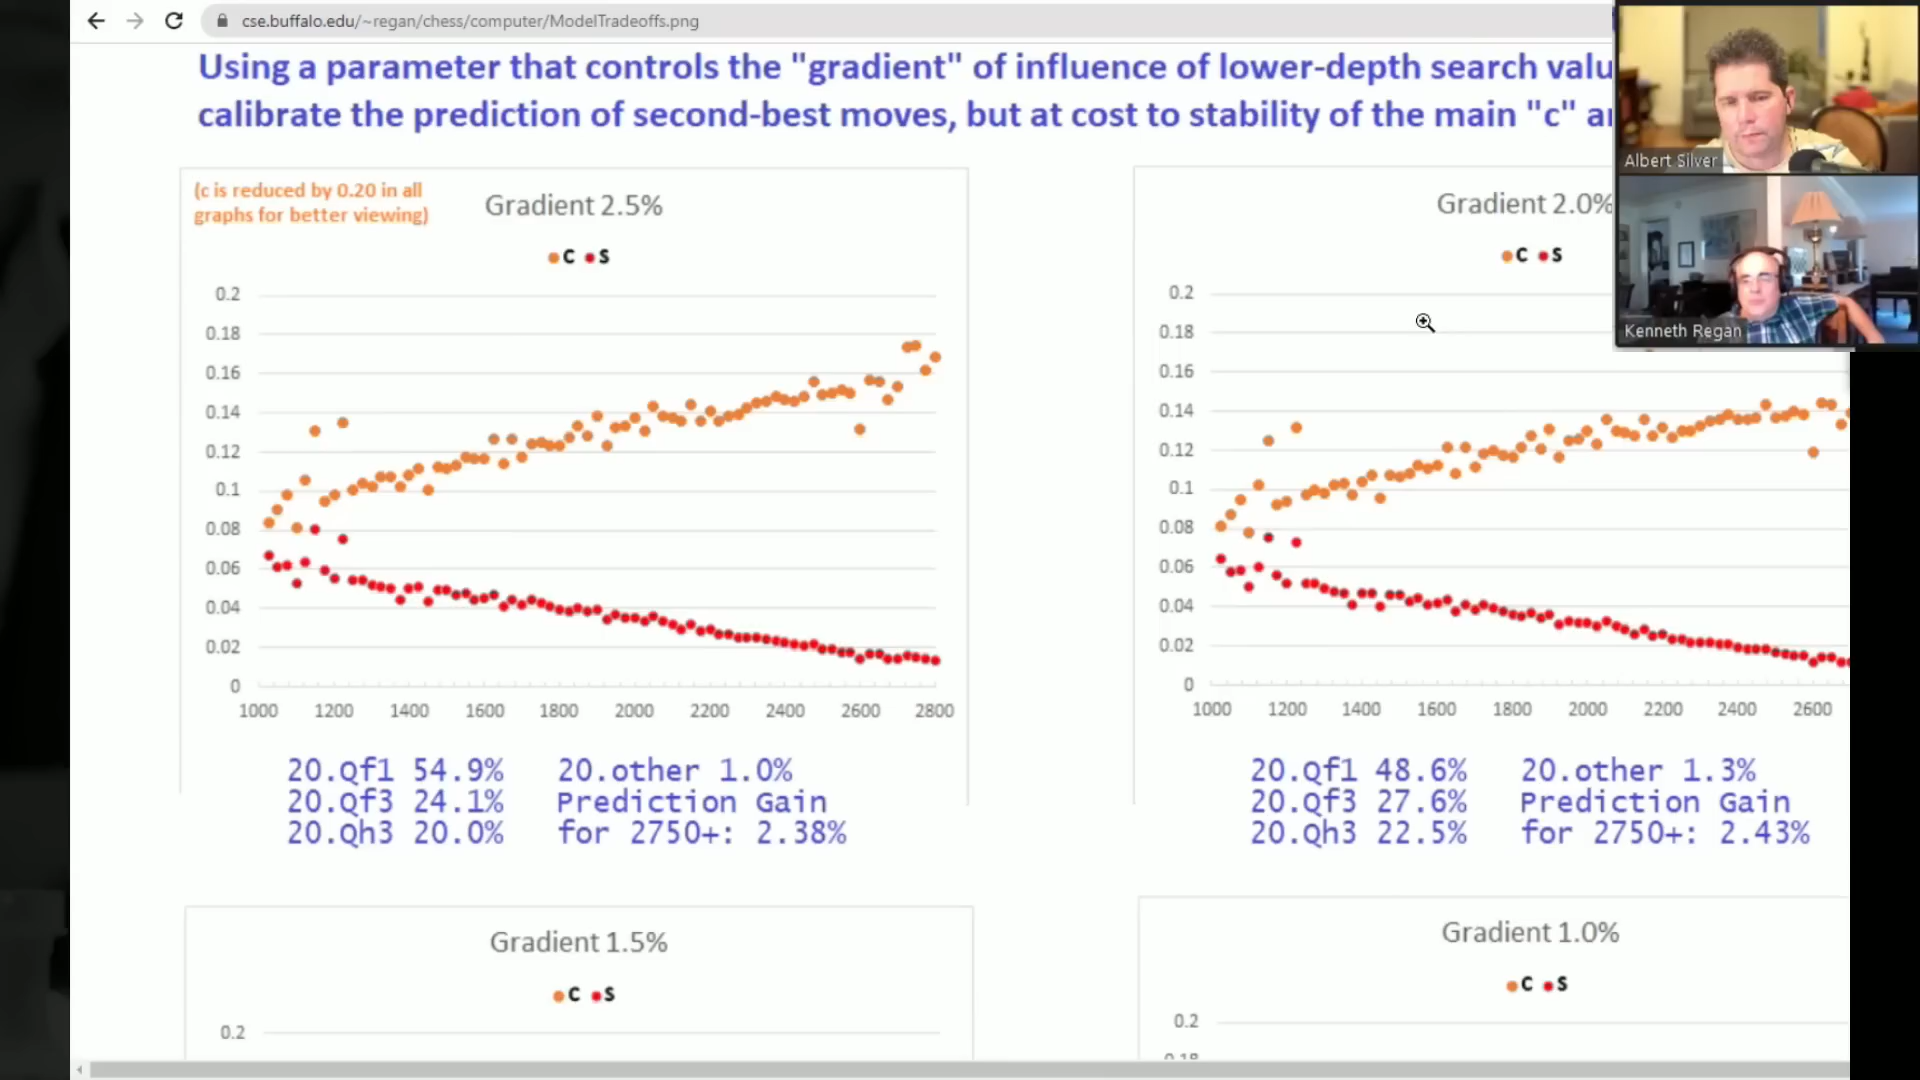 cse.buffalo.edu/~regan/chess/computer/ModelTradeoffs.png
Using a parameter that controls the "gradient" of influence of lower-depth search
calibrate the prediction of second-best moves, but at cost to stability of the main "c"
Albert Silver
Kenneth Regan
(c is reduced by 0.20 in all
graphs for better viewing)
Gradient 2.5%
C S
0.2
0.18
0.16
0.14
0.12
0.1
0.08
0.06
0.04
0.02
0
1000 1200 1400 1600 1800 2000 2200 2400 2600 2800
20.Qf1 54.9% 20.other 1.0%
20.Qf3 24.1% Prediction Gain
20.Qh3 20.0% for 2750+: 2.38%
Gradient 2.0%
C S
0.2
0.18
0.16
0.14
0.12
0.1
0.08
0.06
0.04
0.02
0
1000 1200 1400 1600 1800 2000 2200 2400 2600
20.Qf1 48.6% 20.other 1.3%
20.Qf3 27.6% Prediction Gain
20.Qh3 22.5% for 2750+: 2.43%
Gradient 1.5%
C S
0.2
Gradient 1.0%
C S
0.2
0.18